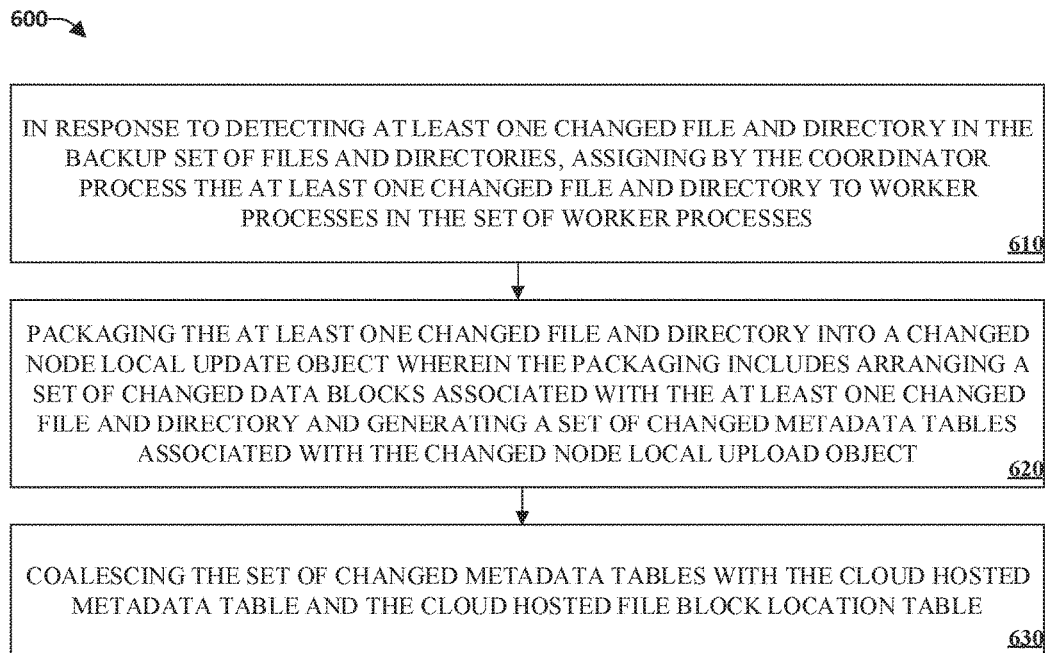 600
IN RESPONSE TO DETECTING AT LEAST ONE CHANGED FILE AND DIRECTORY IN THE
BACKUP SET OF FILES AND DIRECTORIES, ASSIGNING BY THE COORDINATOR
PROCESS THE AT LEAST ONE CHANGED FILE AND DIRECTORY TO WORKER
PROCESSES IN THE SET OF WORKER PROCESSES
610
PACKAGING THE AT LEAST ONE CHANGED FILE AND DIRECTORY INTO A CHANGED
NODE LOCAL UPDATE OBJECT WHEREIN THE PACKAGING INCLUDES ARRANGING A
SET OF CHANGED DATA BLOCKS ASSOCIATED WITH THE AT LEAST ONE CHANGED
FILE AND DIRECTORY AND GENERATING A SET OF CHANGED METADATA TABLES
ASSOCIATED WITH THE CHANGED NODE LOCAL UPLOAD OBJECT
620
COALESCING THE SET OF CHANGED METADATA TABLES WITH THE CLOUD HOSTED
METADATA TABLE AND THE CLOUD HOSTED FILE BLOCK LOCATION TABLE
630